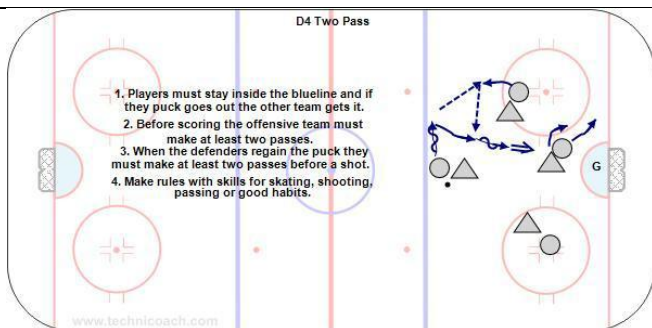 D4 Two Pass
1. Players must stay inside the blueline and if
they puck goes out the other team gets it.
2. Before scoring the offensive team must
make at least two passes.
3. When the defenders regain the puck they
must make at least two passes before a shot.
4. Make rules with skills for skating, shooting,
passing or good habits.
G
www.technicoach.com